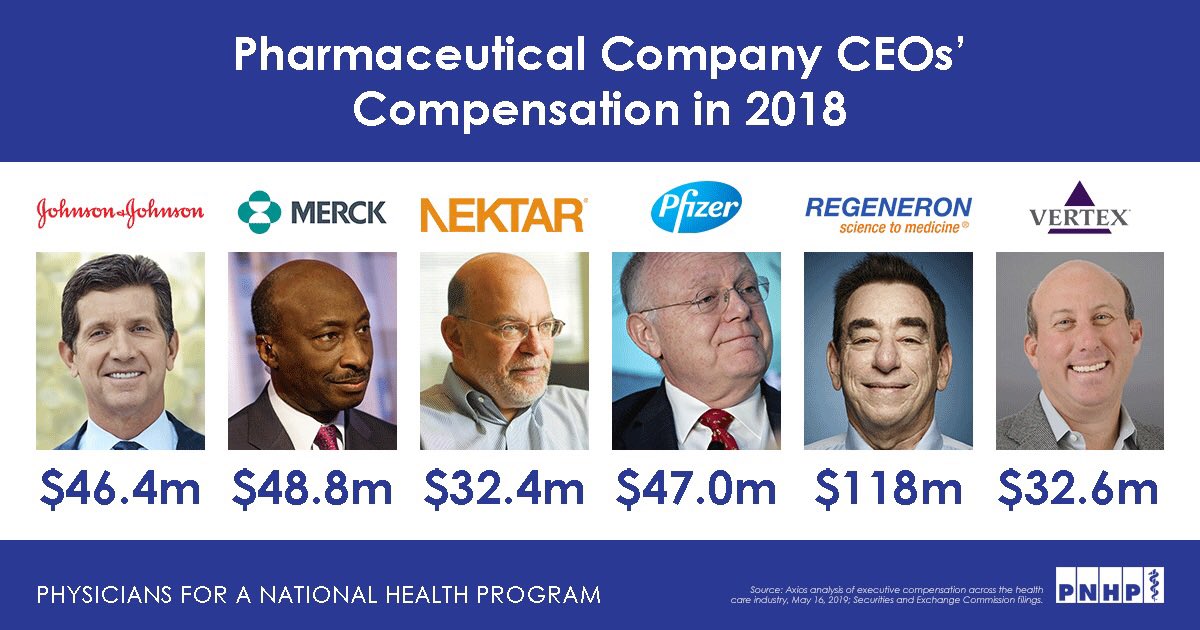 Pharmaceutical Company CEOs’
Compensation in 2018
Johnson & Johnson
MERCK
NEKTAR®
Pfizer
REGENERON
science to medicine®
VERTEX
$46.4m
$48.8m
$32.4m
$47.0m
$118m
$32.6m
PHYSICIANS FOR A NATIONAL HEALTH PROGRAM
Source: Axios analysis of executive compensation across the health
care industry, May 16, 2019; Securities and Exchange Commission filings.
PNHP